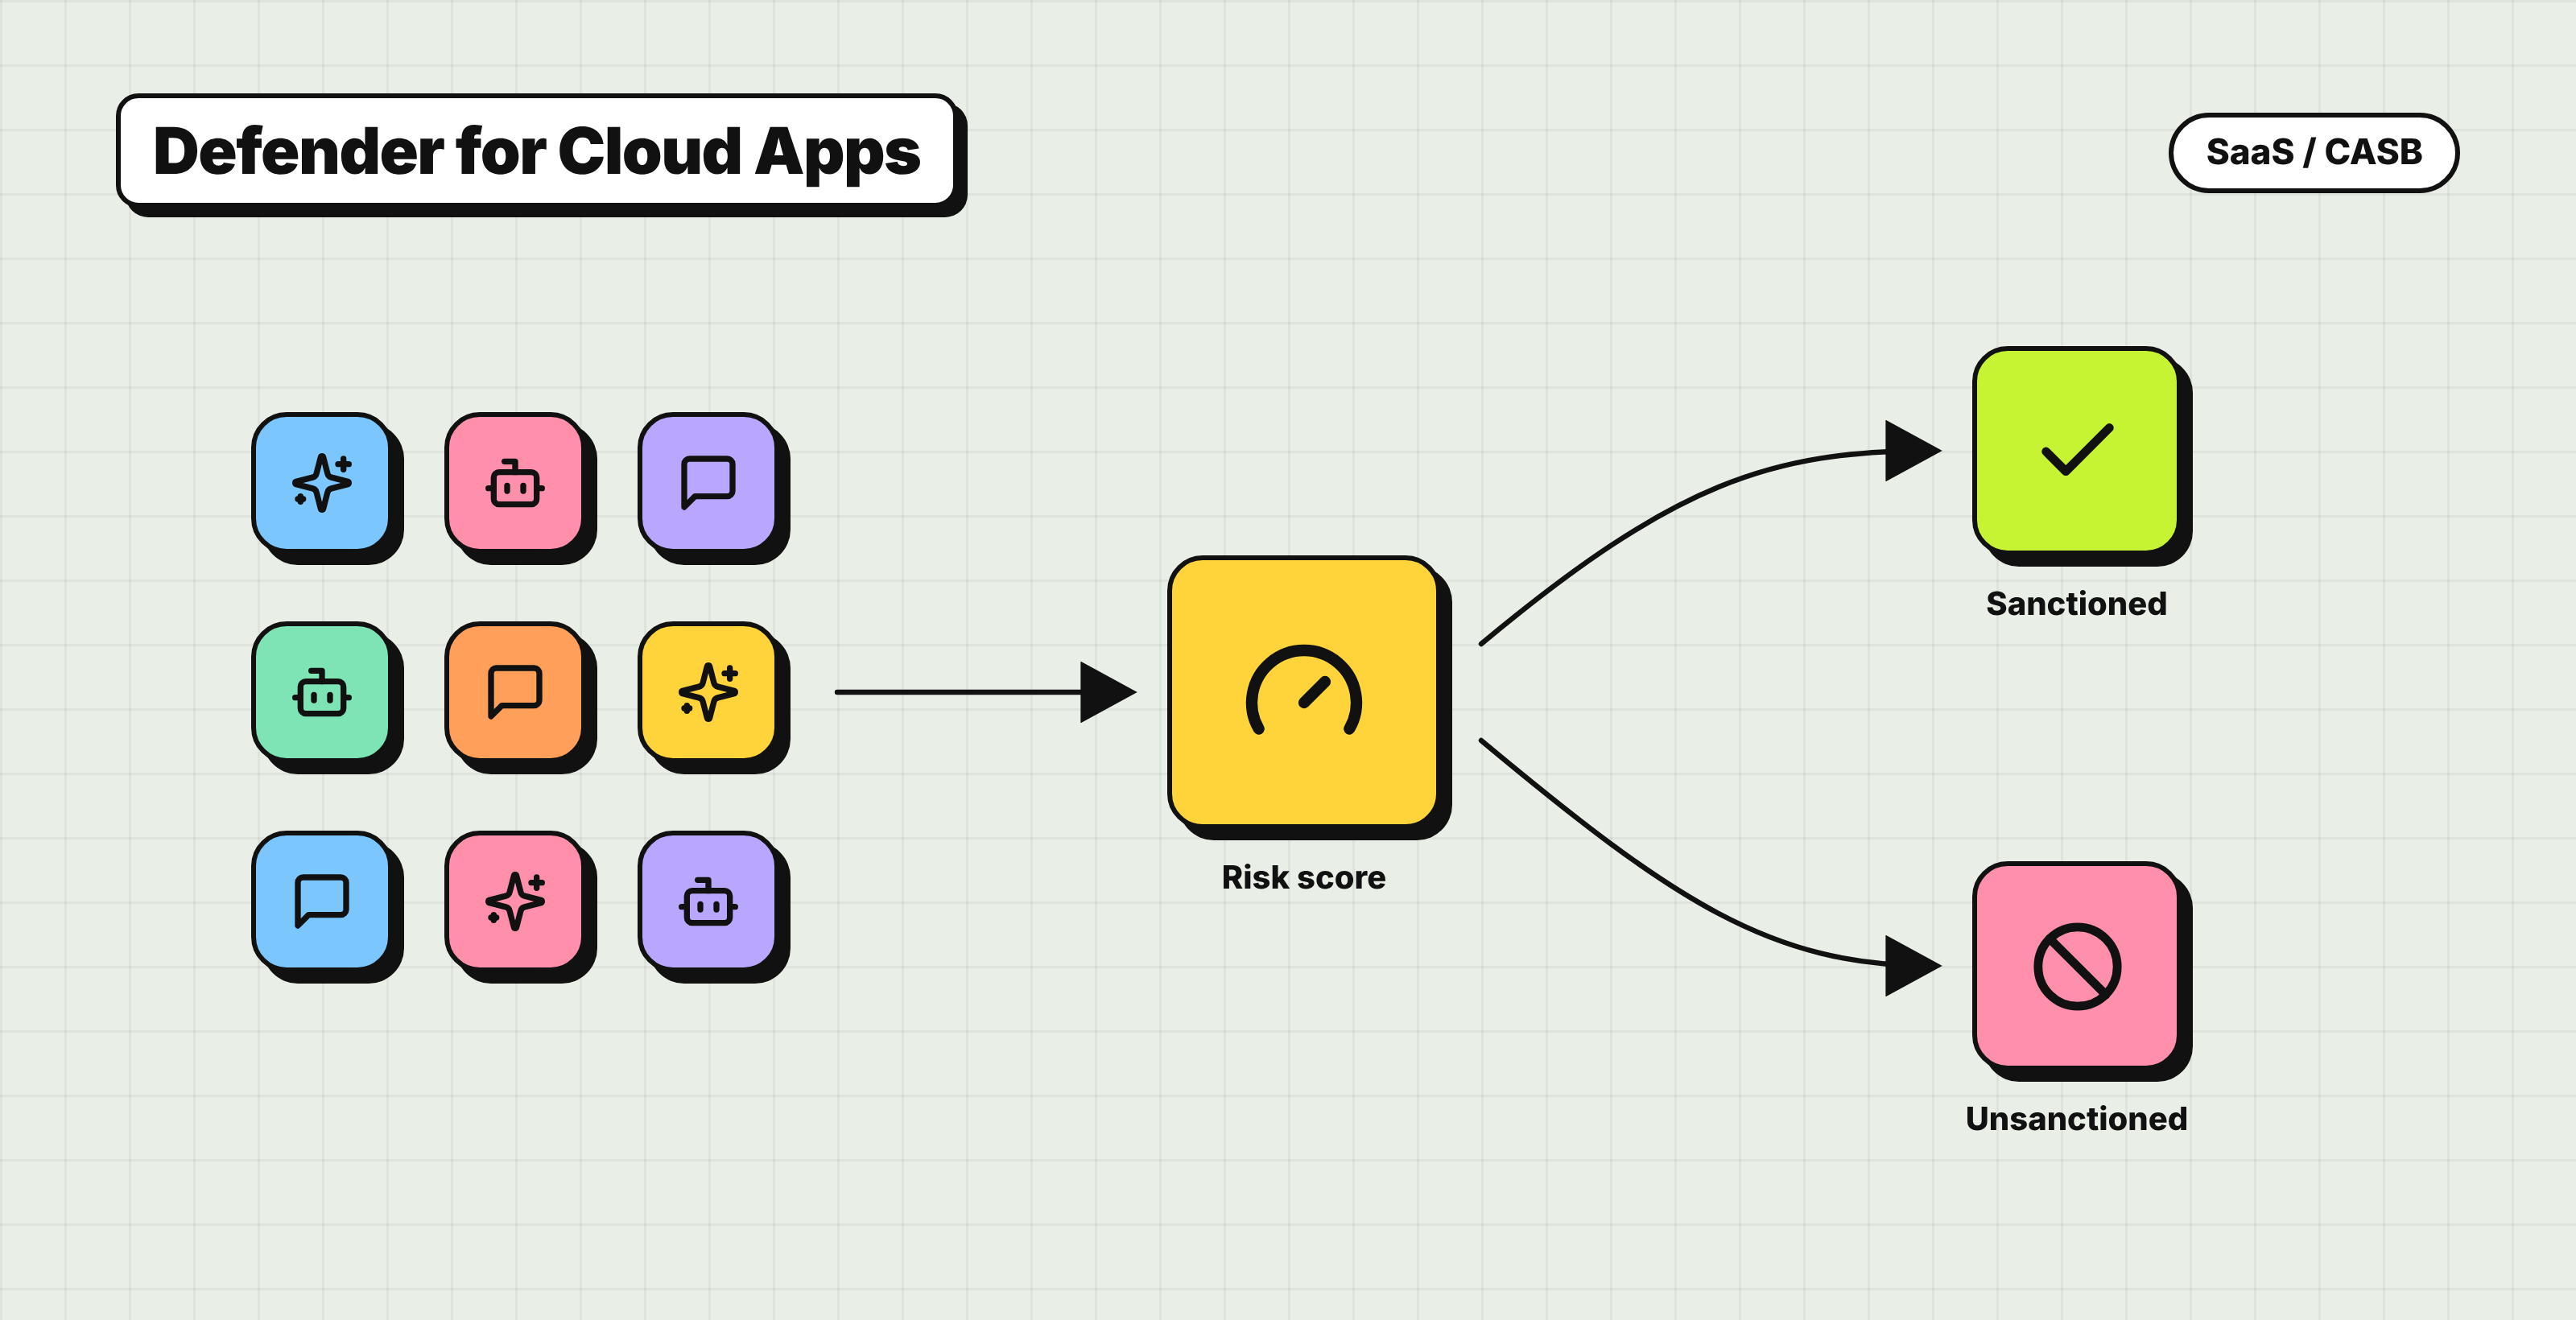 Defender for Cloud Apps
SaaS / CASB
Sanctioned
Risk score
Unsanctioned